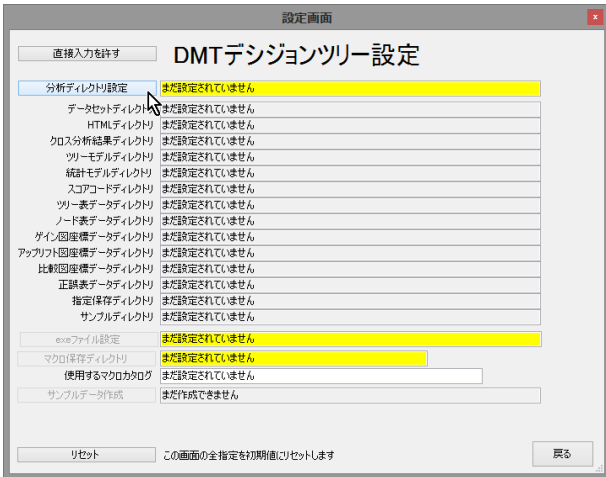 設定画面
x
直接入力を許す
DMTデシジョンツリー設定
分析ディレクトリ設定 まだ設定されていません
データセットディレクトリ まだ設定されていません
HTMLディレクトリ まだ設定されていません
クロス分析結果ディレクトリ まだ設定されていません
ツリーモデルディレクトリ まだ設定されていません
統計モデルディレクトリ まだ設定されていません
スコアコードディレクトリ まだ設定されていません
ツリー表データディレクトリ まだ設定されていません
ノード表データディレクトリ まだ設定されていません
ゲイン図座標データディレクトリ まだ設定されていません
アップリフト図座標データディレクトリ まだ設定されていません
比較図座標データディレクトリ まだ設定されていません
正誤表データディレクトリ まだ設定されていません
指定保存ディレクトリ まだ設定されていません
サンプルディレクトリ まだ設定されていません
exeファイル設定 まだ設定されていません
マクロ保存ディレクトリ まだ設定されていません
使用するマクロカタログ まだ設定されていません
サンプルデータ作成 まだ作成できません
リセット この画面の全指定を初期値にリセットします
戻る